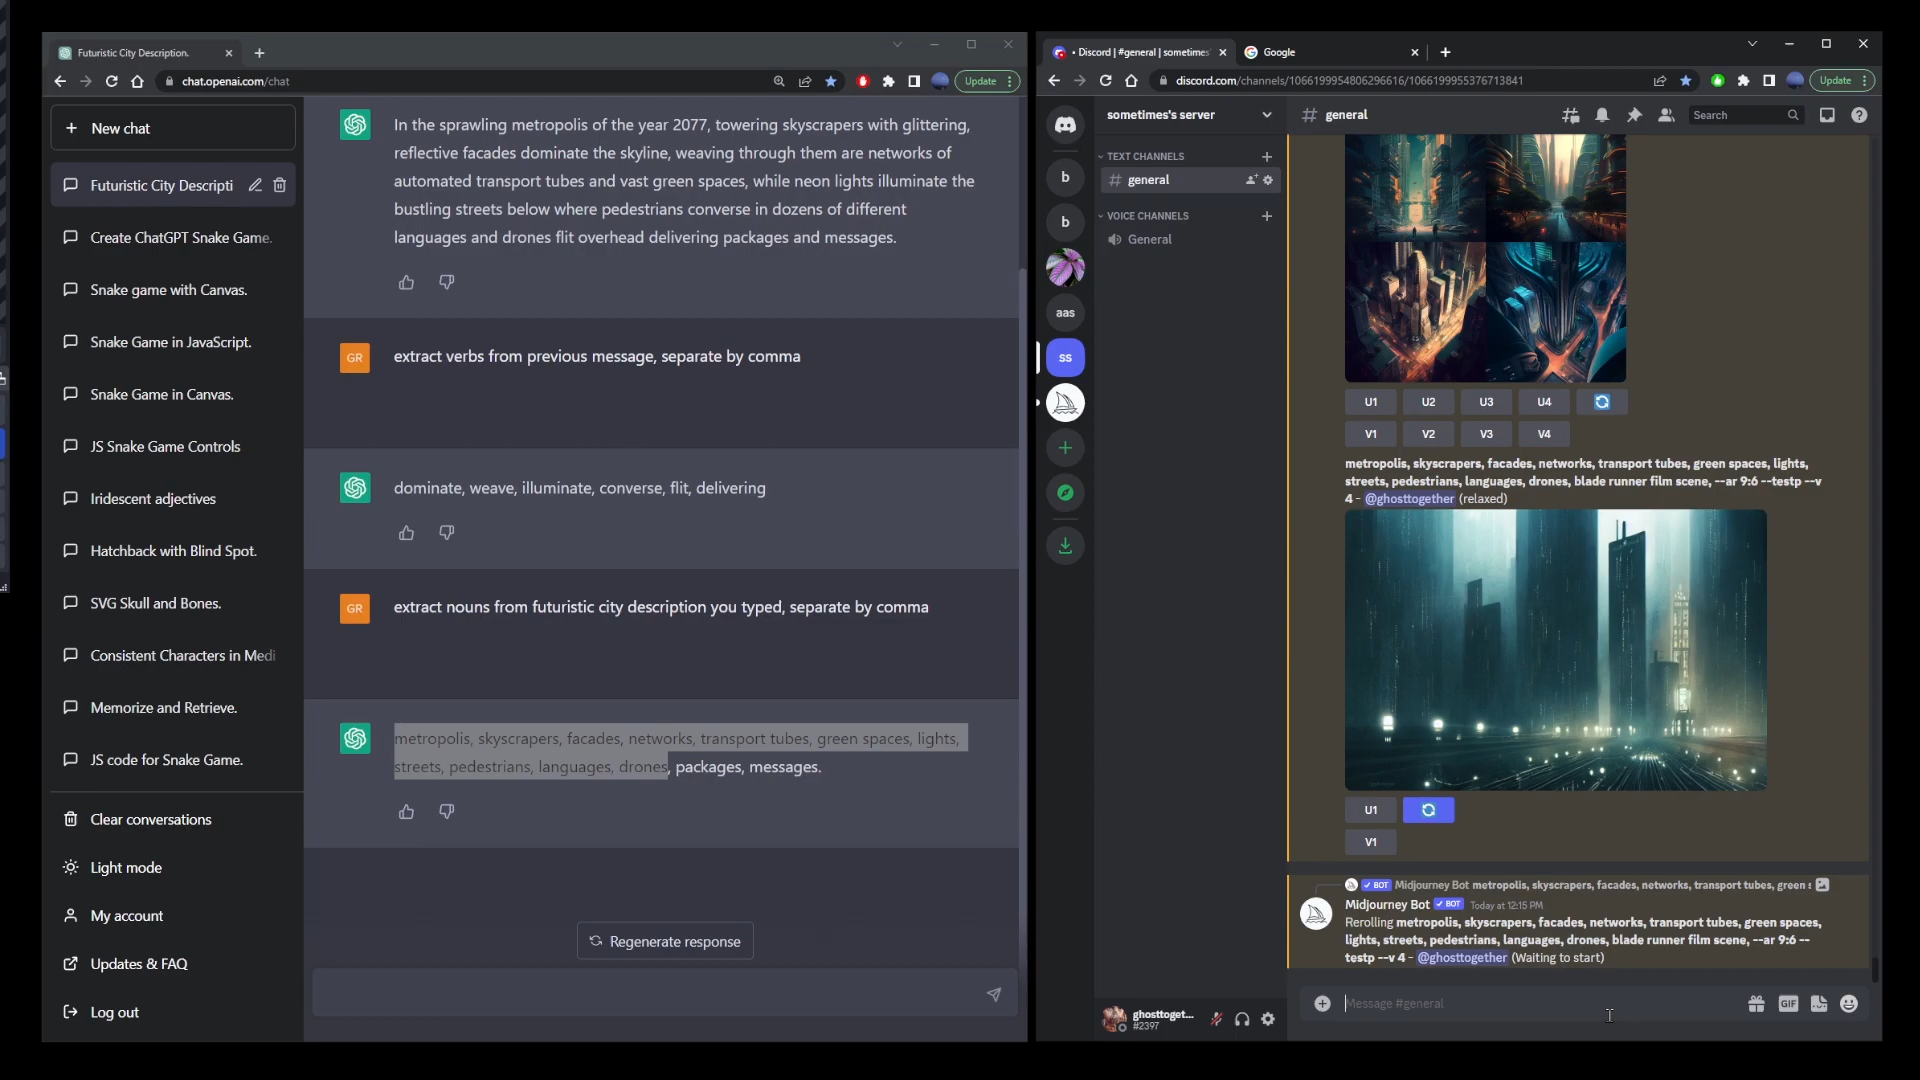 Futuristic City Description.
chat.openai.com/chat
Update
New chat
Futuristic City Descripti
Create ChatGPT Snake Game.
Snake game with Canvas.
Snake Game in JavaScript.
Snake Game in Canvas.
JS Snake Game Controls
Iridescent adjectives
Hatchback with Blind Spot.
SVG Skull and Bones.
Consistent Characters in Medi
Memorize and Retrieve.
JS code for Snake Game.
Clear conversations
Light mode
My account
Updates & FAQ
Log out
In the sprawling metropolis of the year 2077, towering skyscrapers with glittering,
reflective facades dominate the skyline, weaving through them are networks of
automated transport tubes and vast green spaces, while neon lights illuminate the
bustling streets below where pedestrians converse in dozens of different
languages and drones flit overhead delivering packages and messages.
GR
extract verbs from previous message, separate by comma
dominate, weave, illuminate, converse, flit, delivering
GR
extract nouns from futuristic city description you typed, separate by comma
metropolis, skyscrapers, facades, networks, transport tubes, green spaces, lights,
streets, pedestrians, languages, drones, packages, messages.
Regenerate response
• Discord | #general | sometimes'
Google
discord.com/channels/1066199954806296616/1066199955376713841
Update
b
b
aas
ss
sometimes's server
TEXT CHANNELS
general
VOICE CHANNELS
General
ghosttoget...
#2397
general
Search
U1 U2 U3 U4
V1 V2 V3 V4
metropolis, skyscrapers, facades, networks, transport tubes, green spaces, lights,
streets, pedestrians, languages, drones, blade runner film scene, --ar 9:6 --testp --v
4 - @ghosttogether (relaxed)
U1
V1
BOT Midjourney Bot metropolis, skyscrapers, facades, networks, transport tubes, green s
Midjourney Bot BOT Today at 12:15 PM
Rerolling metropolis, skyscrapers, facades, networks, transport tubes, green spaces,
lights, streets, pedestrians, languages, drones, blade runner film scene, --ar 9:6 --
testp --v 4 - @ghosttogether (Waiting to start)
Message #general
GIF